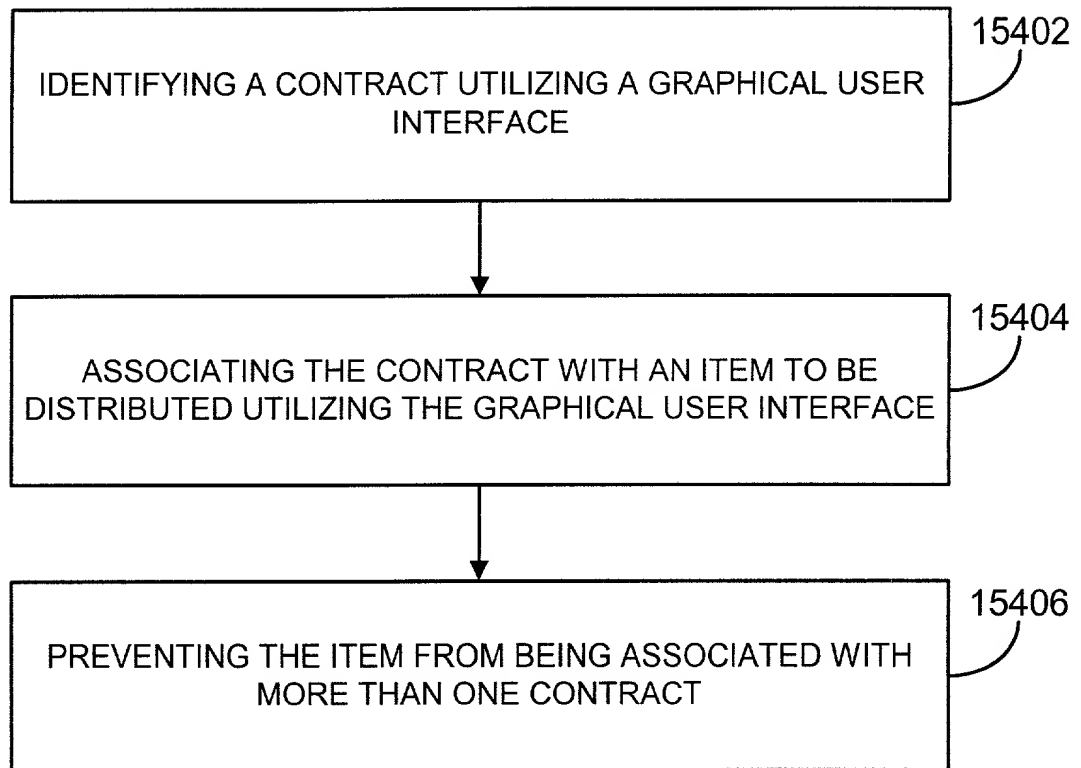 15402
IDENTIFYING A CONTRACT UTILIZING A GRAPHICAL USER
INTERFACE
15404
ASSOCIATING THE CONTRACT WITH AN ITEM TO BE
DISTRIBUTED UTILIZING THE GRAPHICAL USER INTERFACE
15406
PREVENTING THE ITEM FROM BEING ASSOCIATED WITH
MORE THAN ONE CONTRACT